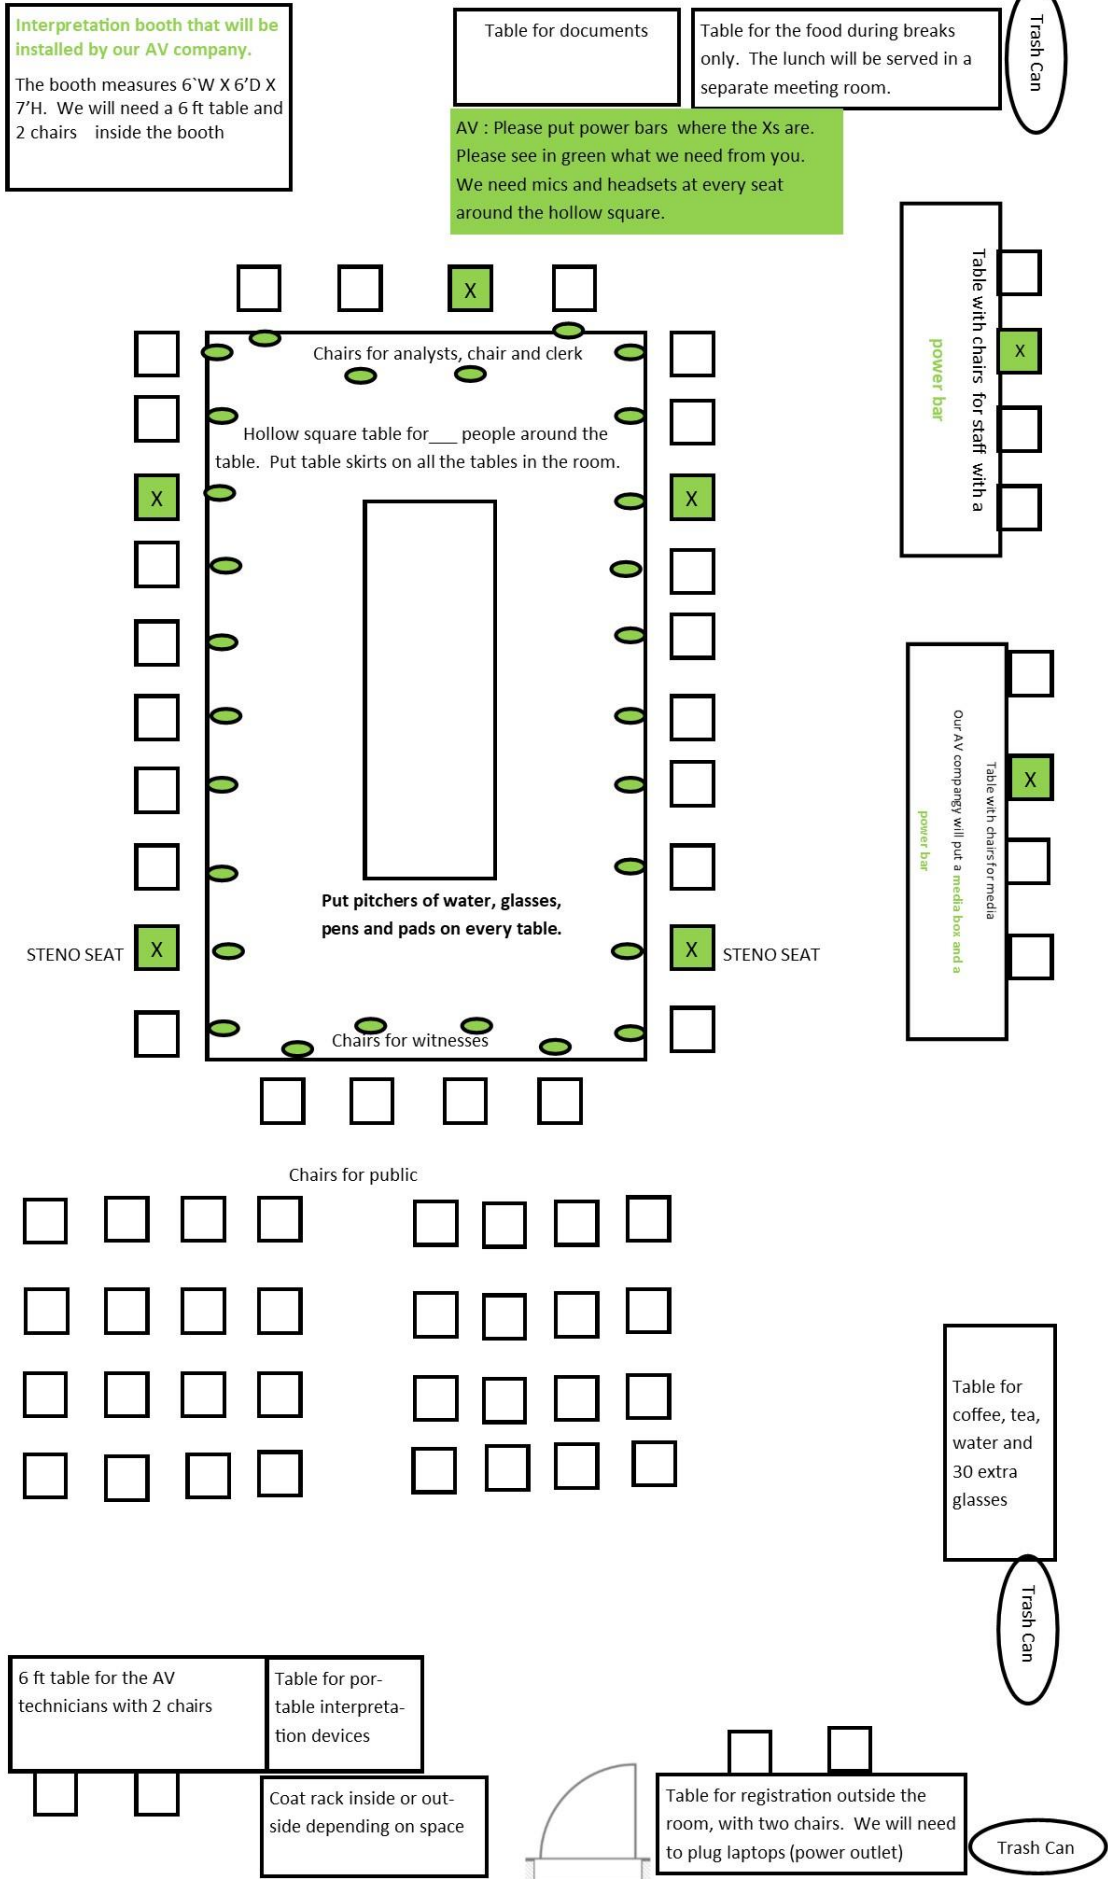 Interpretation booth that will be
installed by our AV company.
The booth measures 6`W X 6’D X
7’H. We will need a 6 ft table and
2 chairs inside the booth
Table for documents
Table for the food during breaks
only. The lunch will be served in a
separate meeting room.
Trash Can
AV : Please put power bars where the Xs are.
Please see in green what we need from you.
We need mics and headsets at every seat
around the hollow square.
X
Chairs for analysts, chair and clerk
Hollow square table for___ people around the
table. Put table skirts on all the tables in the room.
X
X
Table with chairs for staff with a
power bar
X
Put pitchers of water, glasses,
pens and pads on every table.
STENO SEAT
X
X
STENO SEAT
Chairs for witnesses
Table with chairs for media
Our AV compangy will put a media box and a
power bar
X
Chairs for public
Table for
coffee, tea,
water and
30 extra
glasses
Trash Can
6 ft table for the AV
technicians with 2 chairs
Table for por-
table interpreta-
tion devices
Coat rack inside or out-
side depending on space
Table for registration outside the
room, with two chairs. We will need
to plug laptops (power outlet)
Trash Can